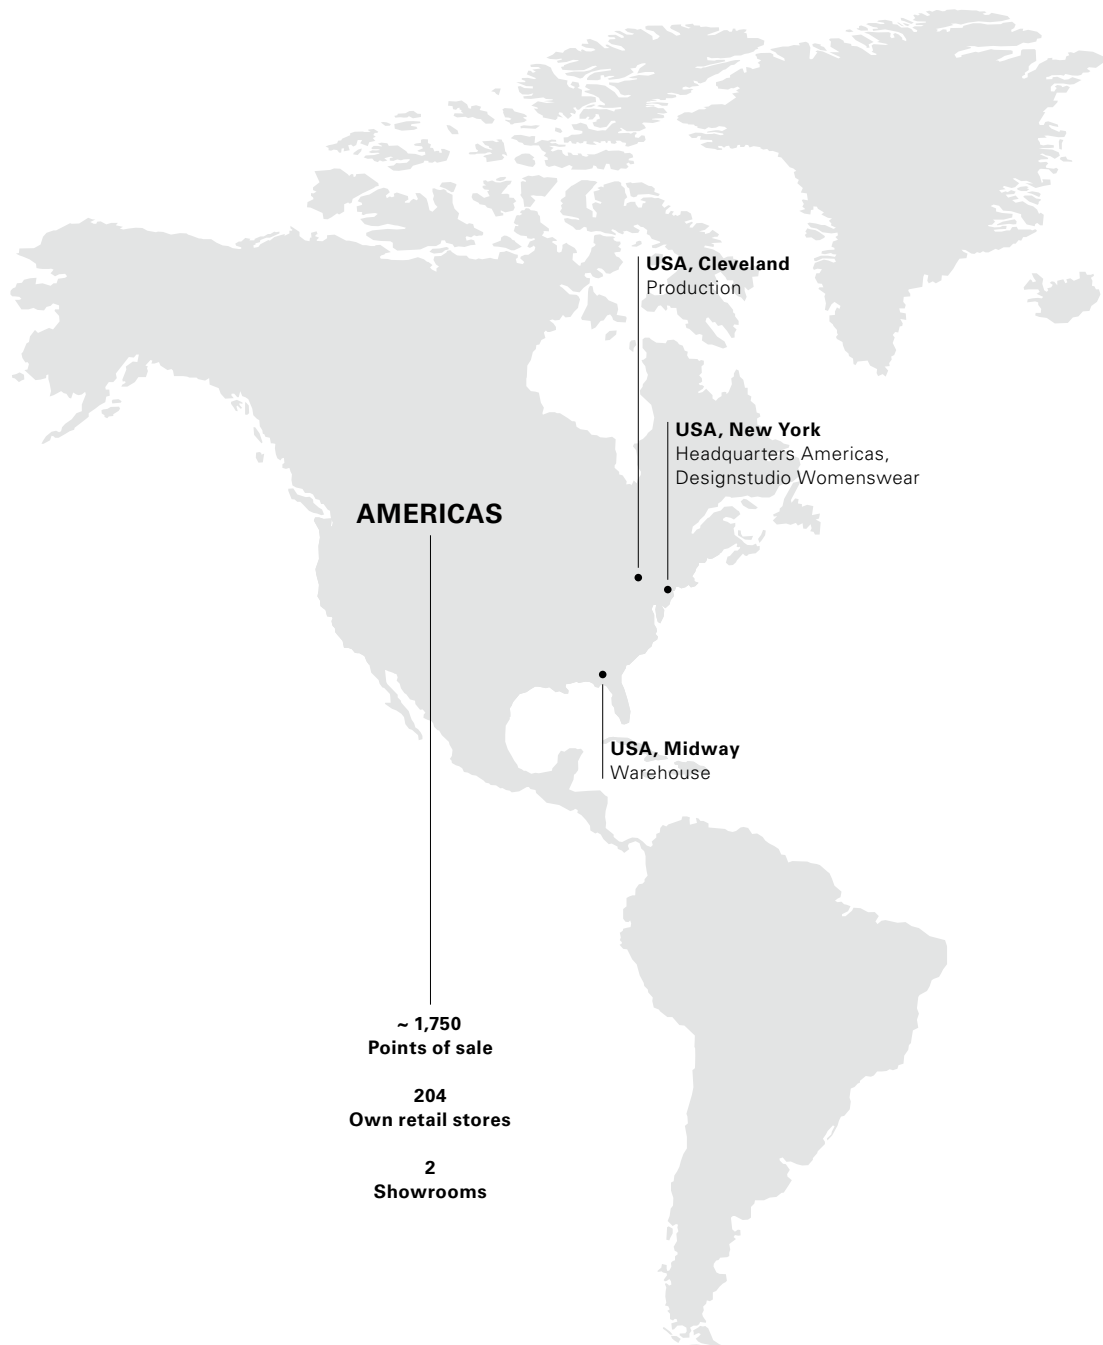 USA, Cleveland
Production
USA, New York
Headquarters Americas,
Designstudio Womenswear
AMERICAS
USA, Midway
Warehouse
~ 1,750
Points of sale
204
Own retail stores
2
Showrooms